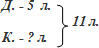 Д. - 5 л.
К. - ? л.
11 л.